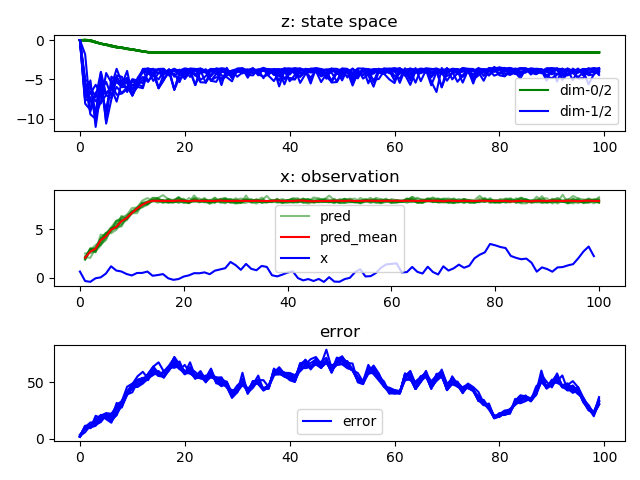 z: state space
0
−5
−10
dim-0/2
dim-1/2
0 20 40 60 80 100
x: observation
5
0
pred
pred_mean
x
0 20 40 60 80 100
error
50
0
error
0 20 40 60 80 100